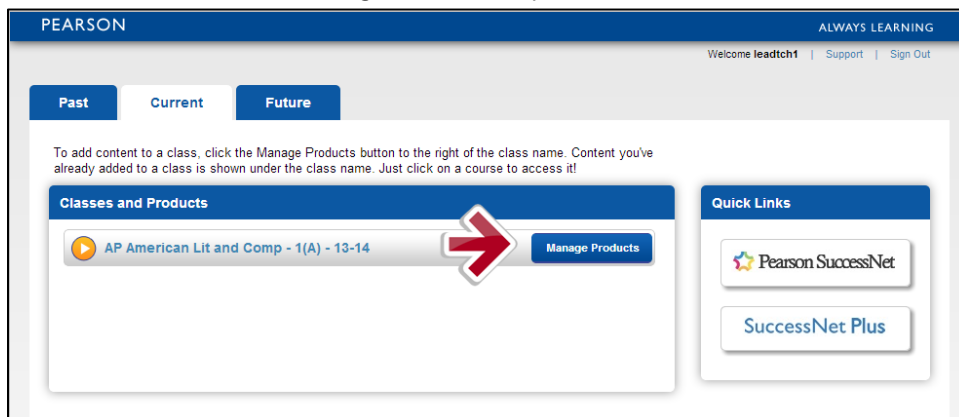 PEARSON
ALWAYS LEARNING
Welcome leadtch1 | Support | Sign Out
Past
Current
Future
To add content to a class, click the Manage Products button to the right of the class name. Content you've
already added to a class is shown under the class name. Just click on a course to access it!
Classes and Products
AP American Lit and Comp - 1(A) - 13-14
Manage Products
Quick Links
Pearson SuccessNet
SuccessNet Plus